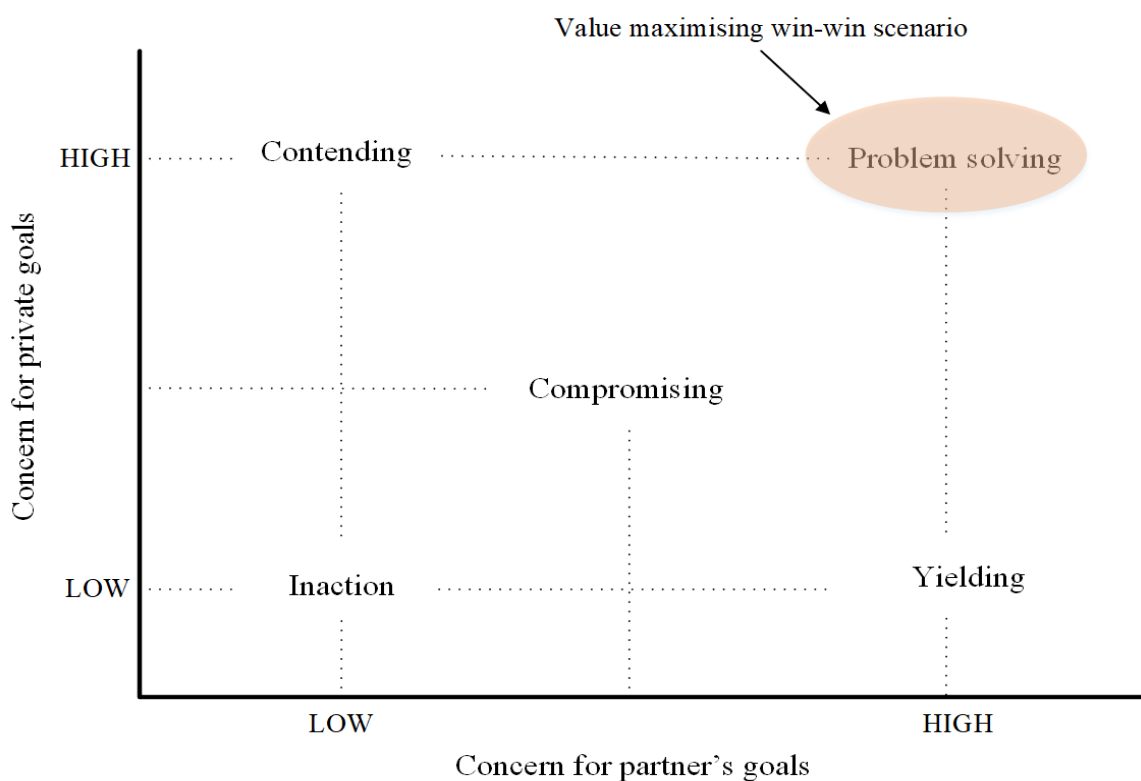 Value maximising win-win scenario
HIGH
Contending
Problem solving
Concern for private goals
Compromising
LOW
Inaction
Yielding
LOW
HIGH
Concern for partner's goals